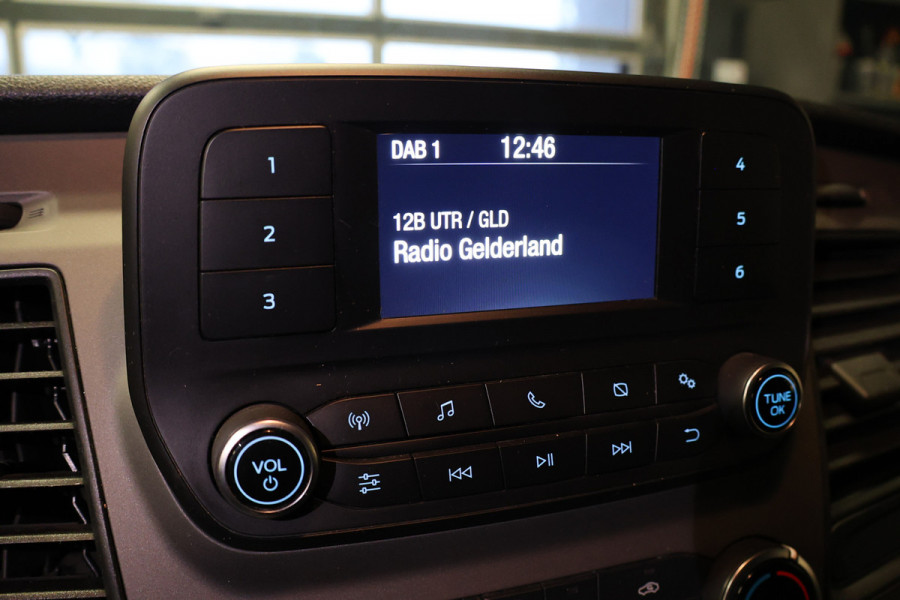 DAB 1 12:46
12B UTR / GLD
Radio Gelderland
1
2
3
4
5
6
VOL
TUNE
OK